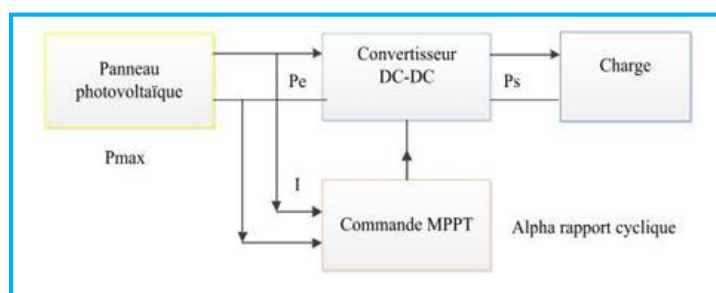 Panneau
photovoltaïque
Pe
Convertisseur
DC-DC
Ps
Charge
Pmax
I
Commande MPPT
Alpha rapport cyclique